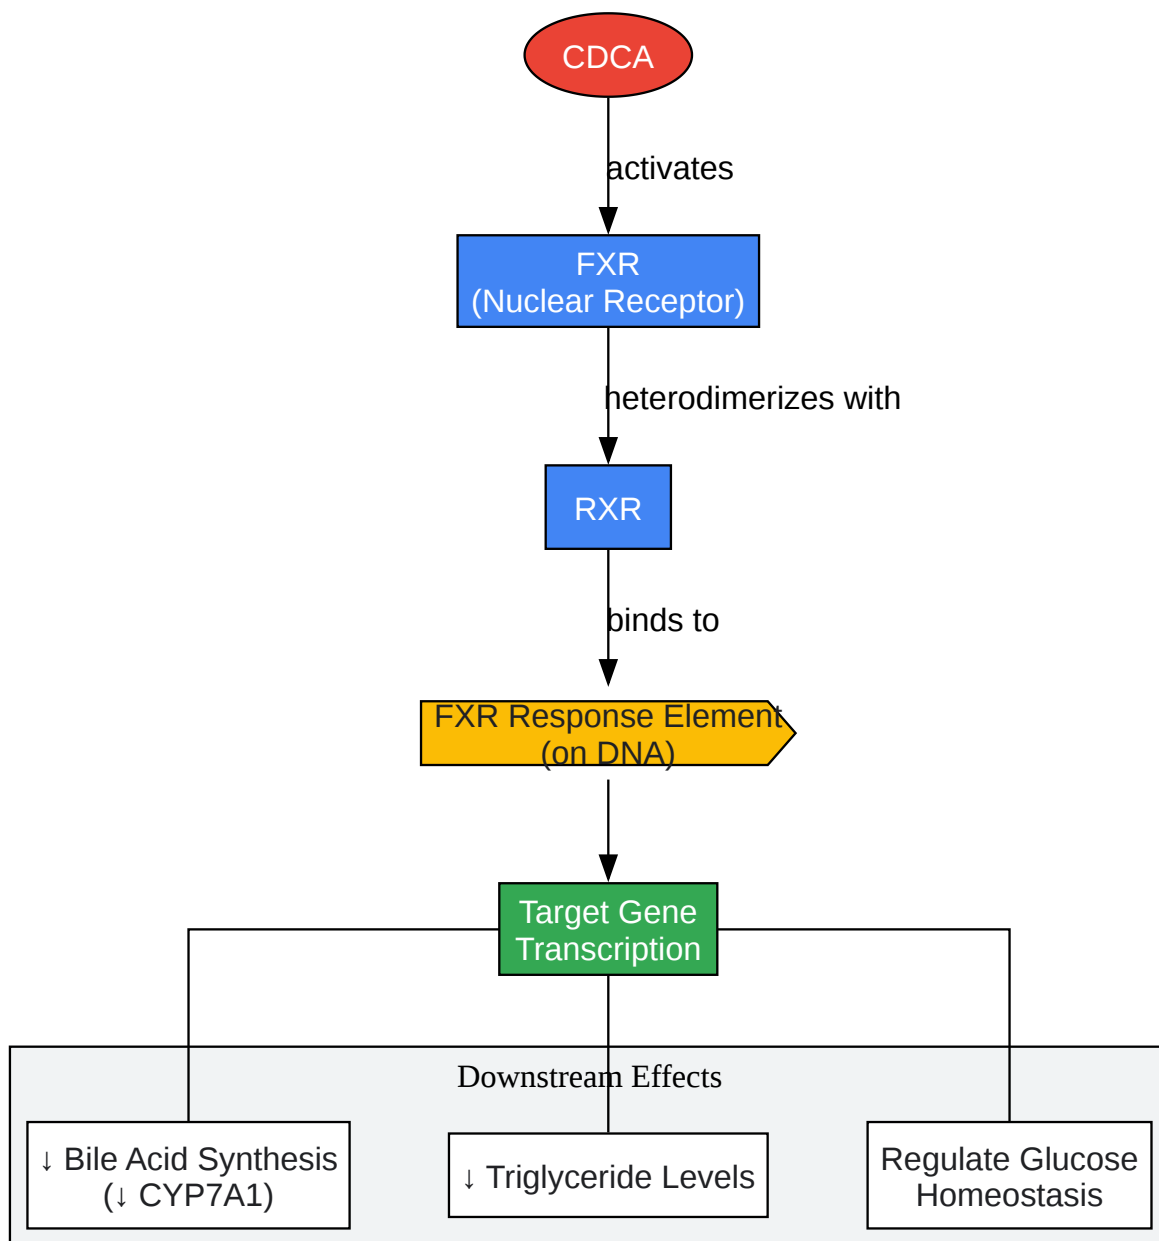 CDCA
activates
FXR
(Nuclear Receptor)
heterodimerizes with
RXR
binds to
FXR Response Element
(on DNA)
Target Gene
Transcription
Downstream Effects
↓ Bile Acid Synthesis
(↓ CYP7A1)
↓ Triglyceride Levels
Regulate Glucose
Homeostasis